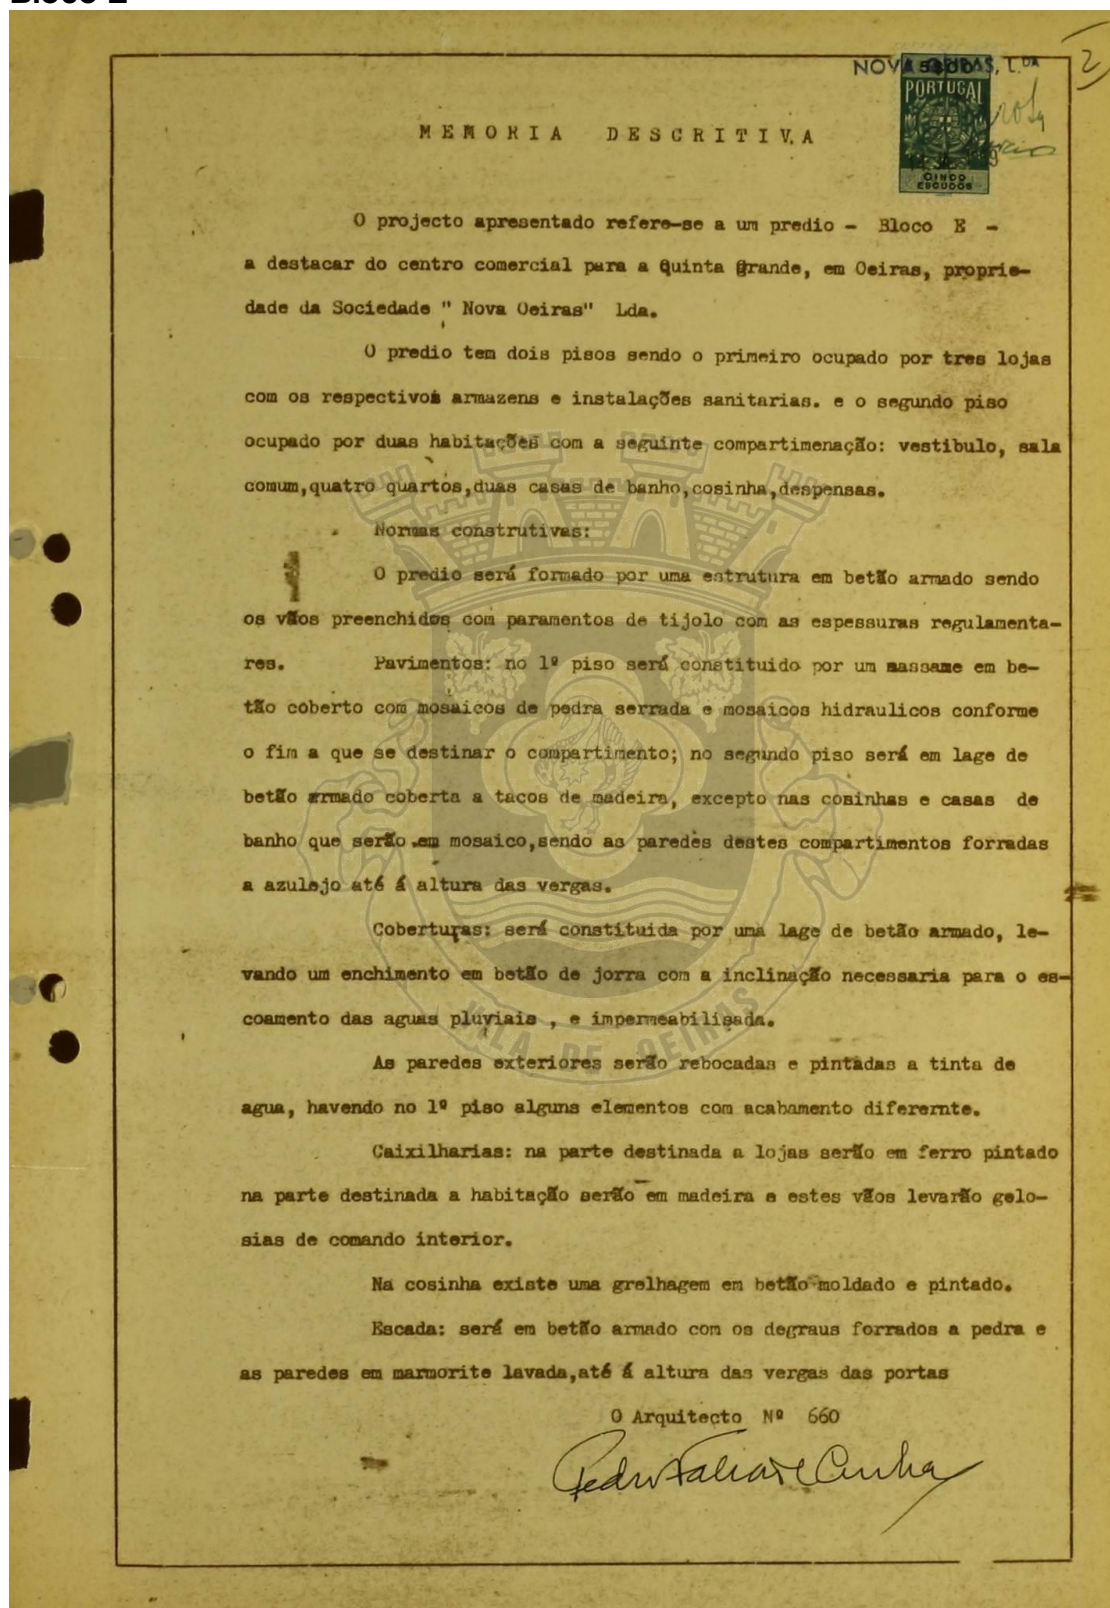 Bloco E
2
NOVA OEIRAS, L.DA
5$00
PORTUGAL
CINCO
ESCUDOS
MEMORIA DESCRITIVA
O projecto apresentado refere-se a um predio - Bloco E -
a destacar do centro comercial para a Quinta Grande, em Oeiras, proprie-
dade da Sociedade " Nova Oeiras" Lda.
O predio tem dois pisos sendo o primeiro ocupado por tres lojas
com os respectivos armazens e instalações sanitarias. e o segundo piso
ocupado por duas habitações com a seguinte compartimenação: vestibulo, sala
comum,quatro quartos,duas casas de banho,cosinha,despensas.
Normas construtivas:
O predio será formado por uma estrutura em betão armado sendo
os vãos preenchidos com paramentos de tijolo com as espessuras regulamenta-
res. Pavimentos: no 1º piso será constituido por um massame em be-
tão coberto com mosaicos de pedra serrada e mosaicos hidraulicos conforme
o fim a que se destinar o compartimento; no segundo piso será em lage de
betão armado coberta a tacos de madeira, excepto nas cosinhas e casas de
banho que serão em mosaico,sendo as paredes destes compartimentos forradas
a azulejo até á altura das vergas.
Coberturas: será constituida por uma lage de betão armado, le-
vando um enchimento em betão de jorra com a inclinação necessaria para o es-
coamento das aguas pluviais , e impermeabilisada.
VILA DE OEIRAS
As paredes exteriores serão rebocadas e pintadas a tinta de
agua, havendo no 1º piso alguns elementos com acabamento diferernte.
Caixilharias: na parte destinada a lojas serão em ferro pintado
na parte destinada a habitação serão em madeira e estes vãos levarão gelo-
sias de comando interior.
Na cosinha existe uma grelhagem em betão moldado e pintado.
Escada: será em betão armado com os degraus forrados a pedra e
as paredes em marmorite lavada,até á altura das vergas das portas
O Arquitecto Nº 660
Pedro Falcão e Cunha